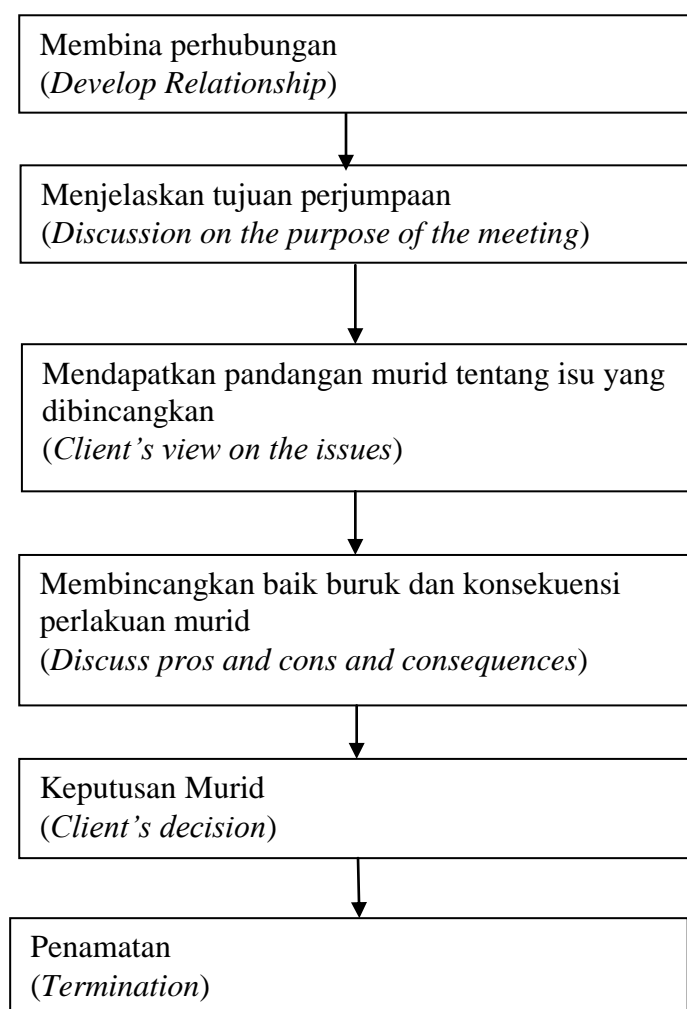 Membina perhubungan
(Develop Relationship)
Menjelaskan tujuan perjumpaan
(Discussion on the purpose of the meeting)
Mendapatkan pandangan murid tentang isu yang
dibincangkan
(Client’s view on the issues)
Membincangkan baik buruk dan konsekuensi
perlakuan murid
(Discuss pros and cons and consequences)
Keputusan Murid
(Client’s decision)
Penamatan
(Termination)